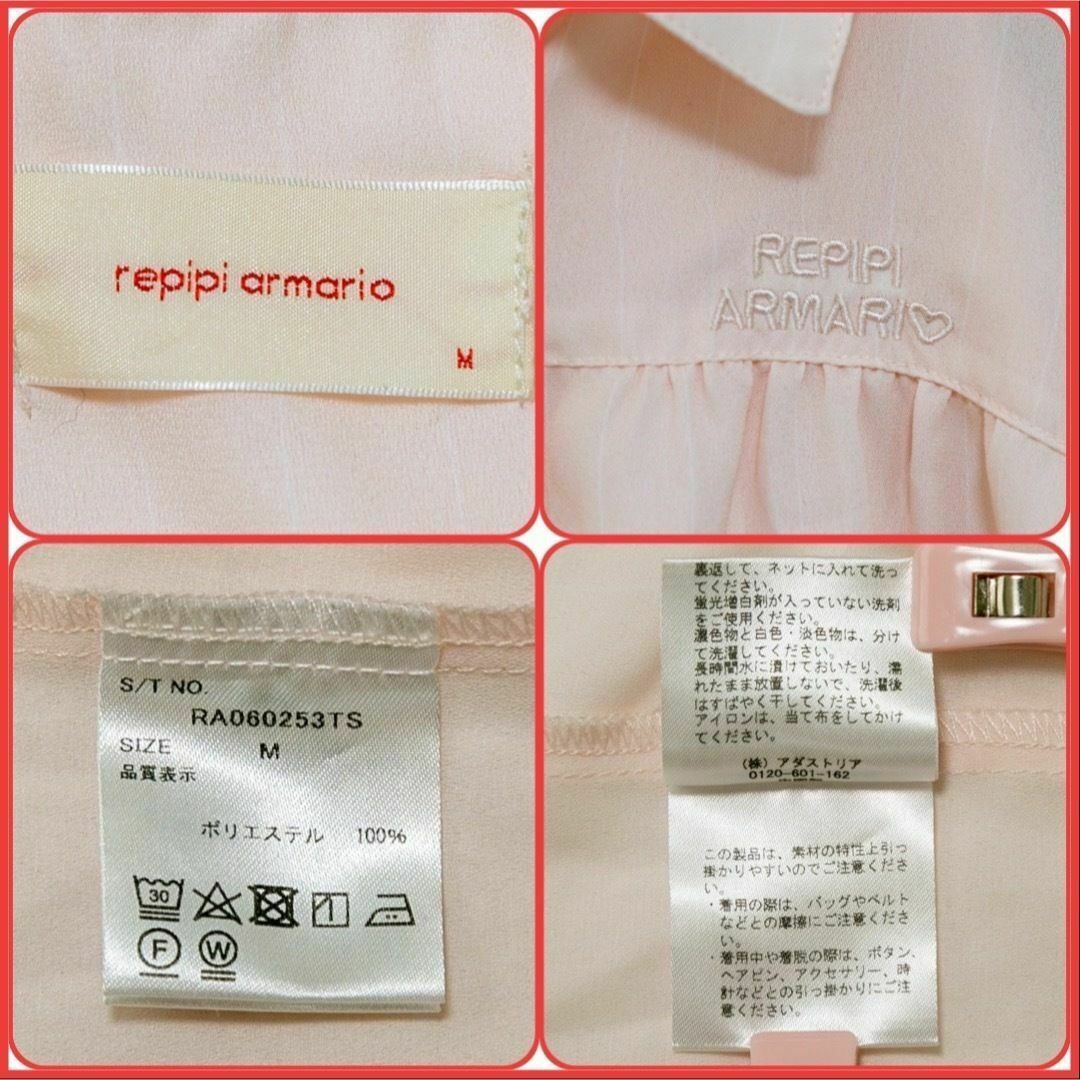 repipi armario
M
REPIPI
ARMARI♡
S/T NO.
RA060253TS
SIZE M
品質表示
ポリエステル 100%
30
F W
裏返して、ネットに入れて洗っ
てください。
蛍光増白剤が入っていない洗剤
をご使用ください。
濃色物と白色・淡色物は、分け
て洗濯してください。
長時間水に漬けておいたり、濡
れたまま放置しないで、洗濯後
はすばやく干してください。
アイロンは、当て布をしてかけ
てください。
(株) アダストリア
0120-601-162
この製品は、素材の特性上引っ
掛かりやすいのでご注意くださ
い。
・着用の際は、バッグやベルト
などとの摩擦にご注意くださ
い。
・着用中や着脱の際は、ボタン、
ヘアピン、アクセサリー、時
計などとの引っ掛かりにご注
意ください。